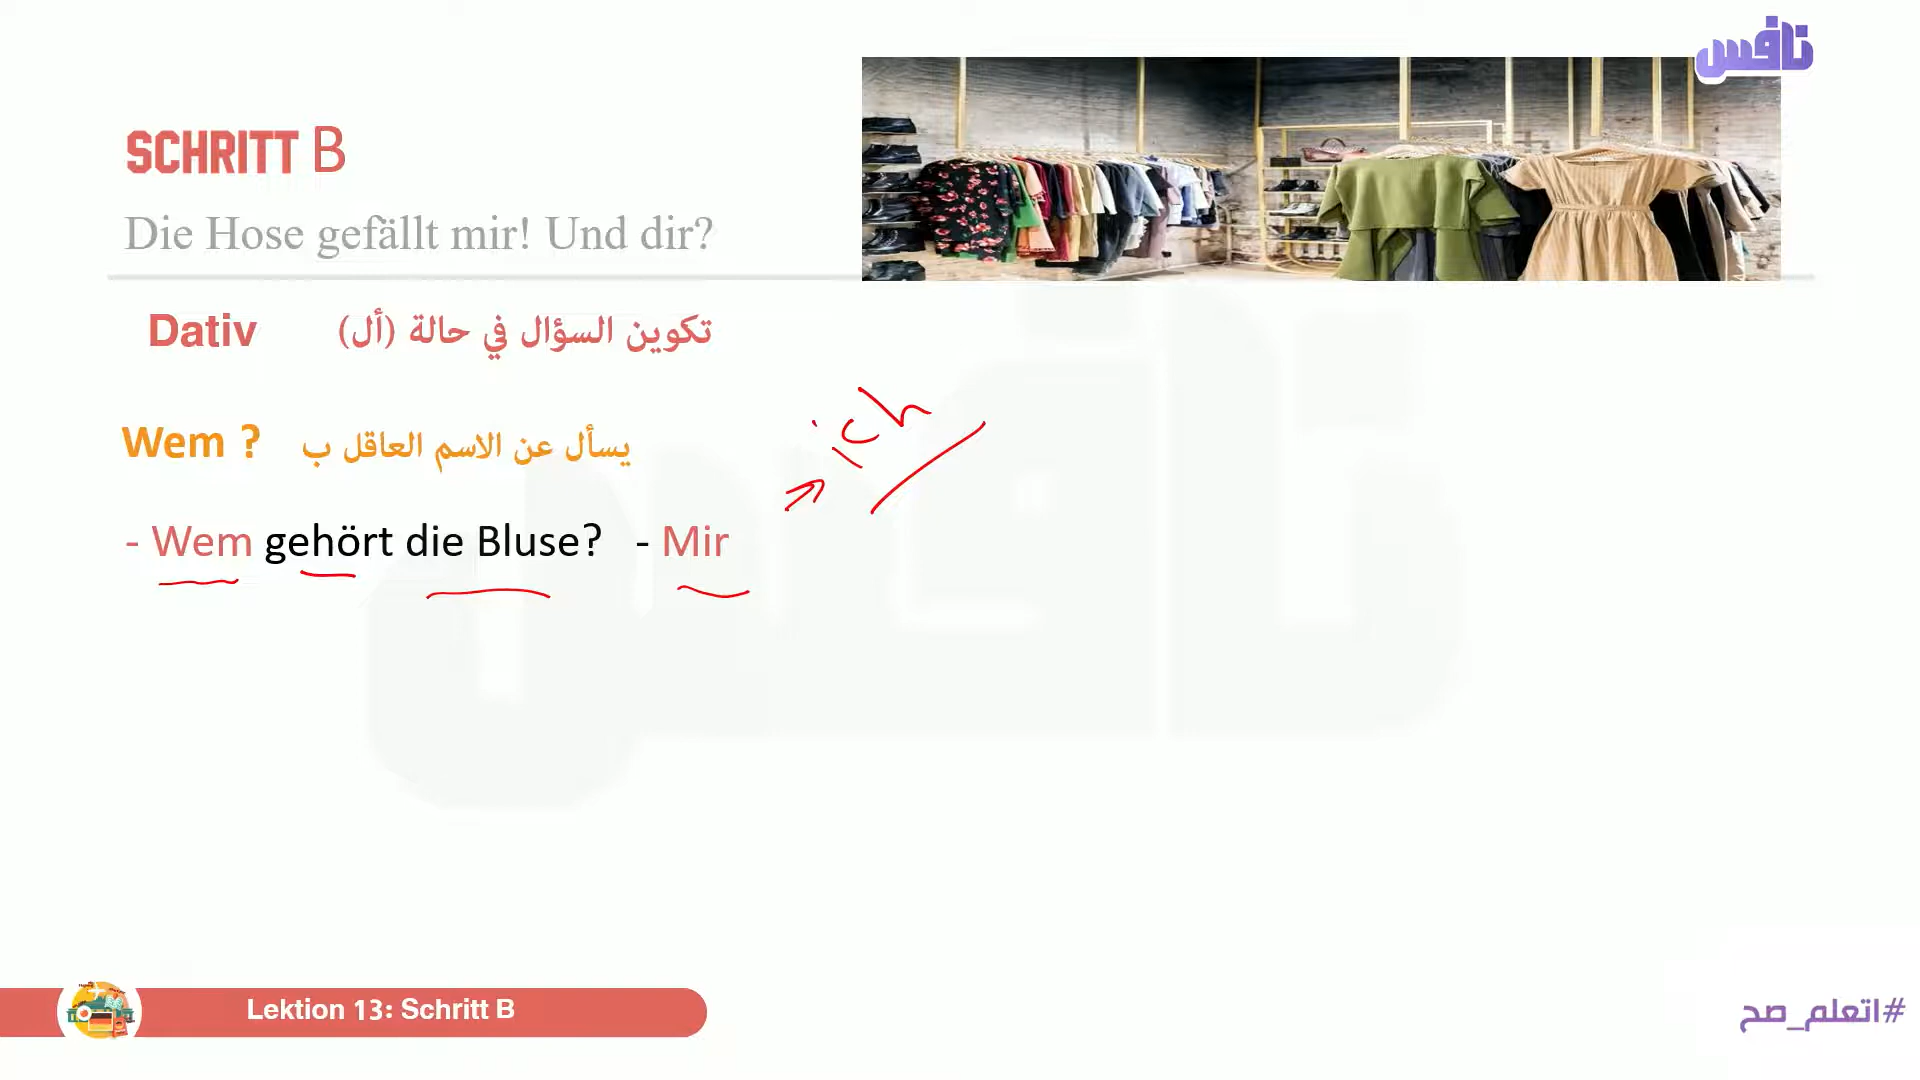 نافس
SCHRITT B
Die Hose gefällt mir! Und dir?
Dativ تكوين السؤال في حالة (أل)
ich
Wem ? يسأل عن الاسم العاقل ب
- Wem gehört die Bluse? - Mir
Lektion 13: Schritt B
#اتعلم_صح